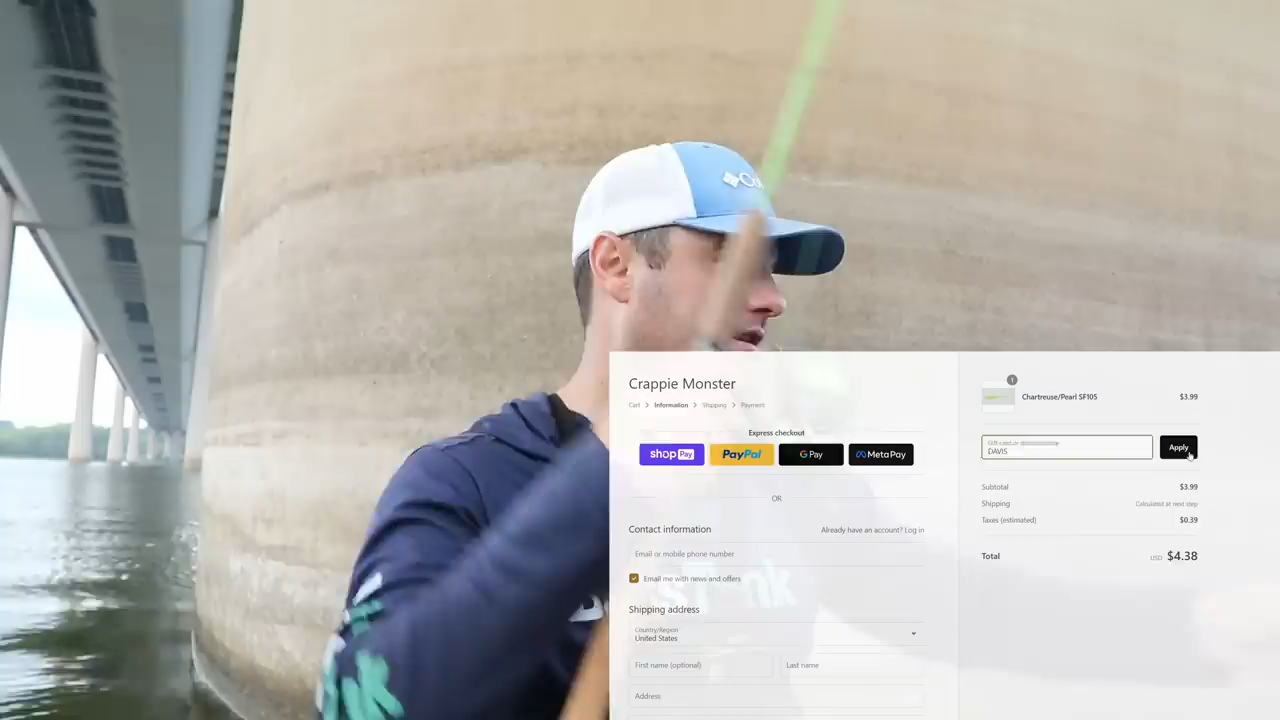 Crappie Monster
Cart > Information > Shipping > Payment
Express checkout
shop Pay
PayPal
G Pay
Meta Pay
OR
Contact information
Already have an account? Log in
Email or mobile phone number
Email me with news and offers
Shipping address
Country/Region
United States
First name (optional)
Last name
Address
1
Chartreuse/Pearl SF105
$3.99
Gift card or
DAVIS
Apply
Subtotal
$3.99
Shipping
Calculated at next step
Taxes (estimated)
$0.39
Total
USD $4.38